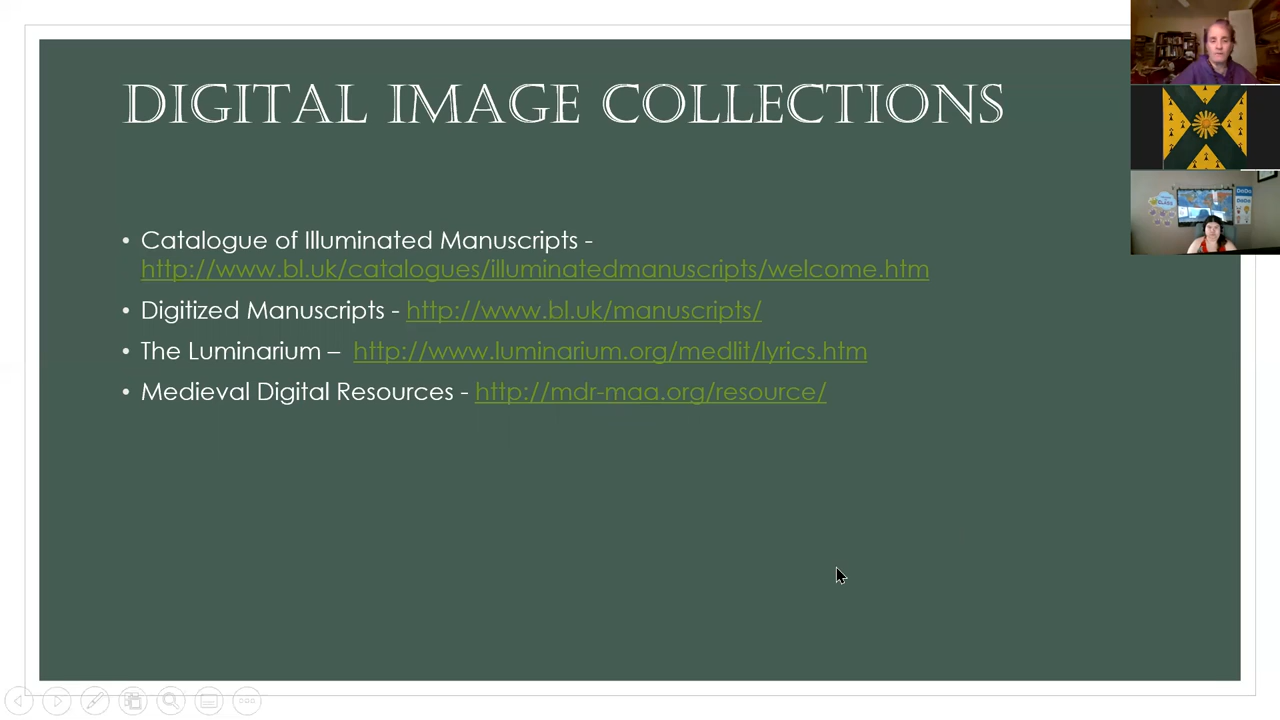 DIGITAL IMAGE COLLECTIONS
• Catalogue of Illuminated Manuscripts -
http://www.bl.uk/catalogues/illuminatedmanuscripts/welcome.htm
• Digitized Manuscripts - http://www.bl.uk/manuscripts/
• The Luminarium – http://www.luminarium.org/medlit/lyrics.htm
• Medieval Digital Resources - http://mdr-maa.org/resource/